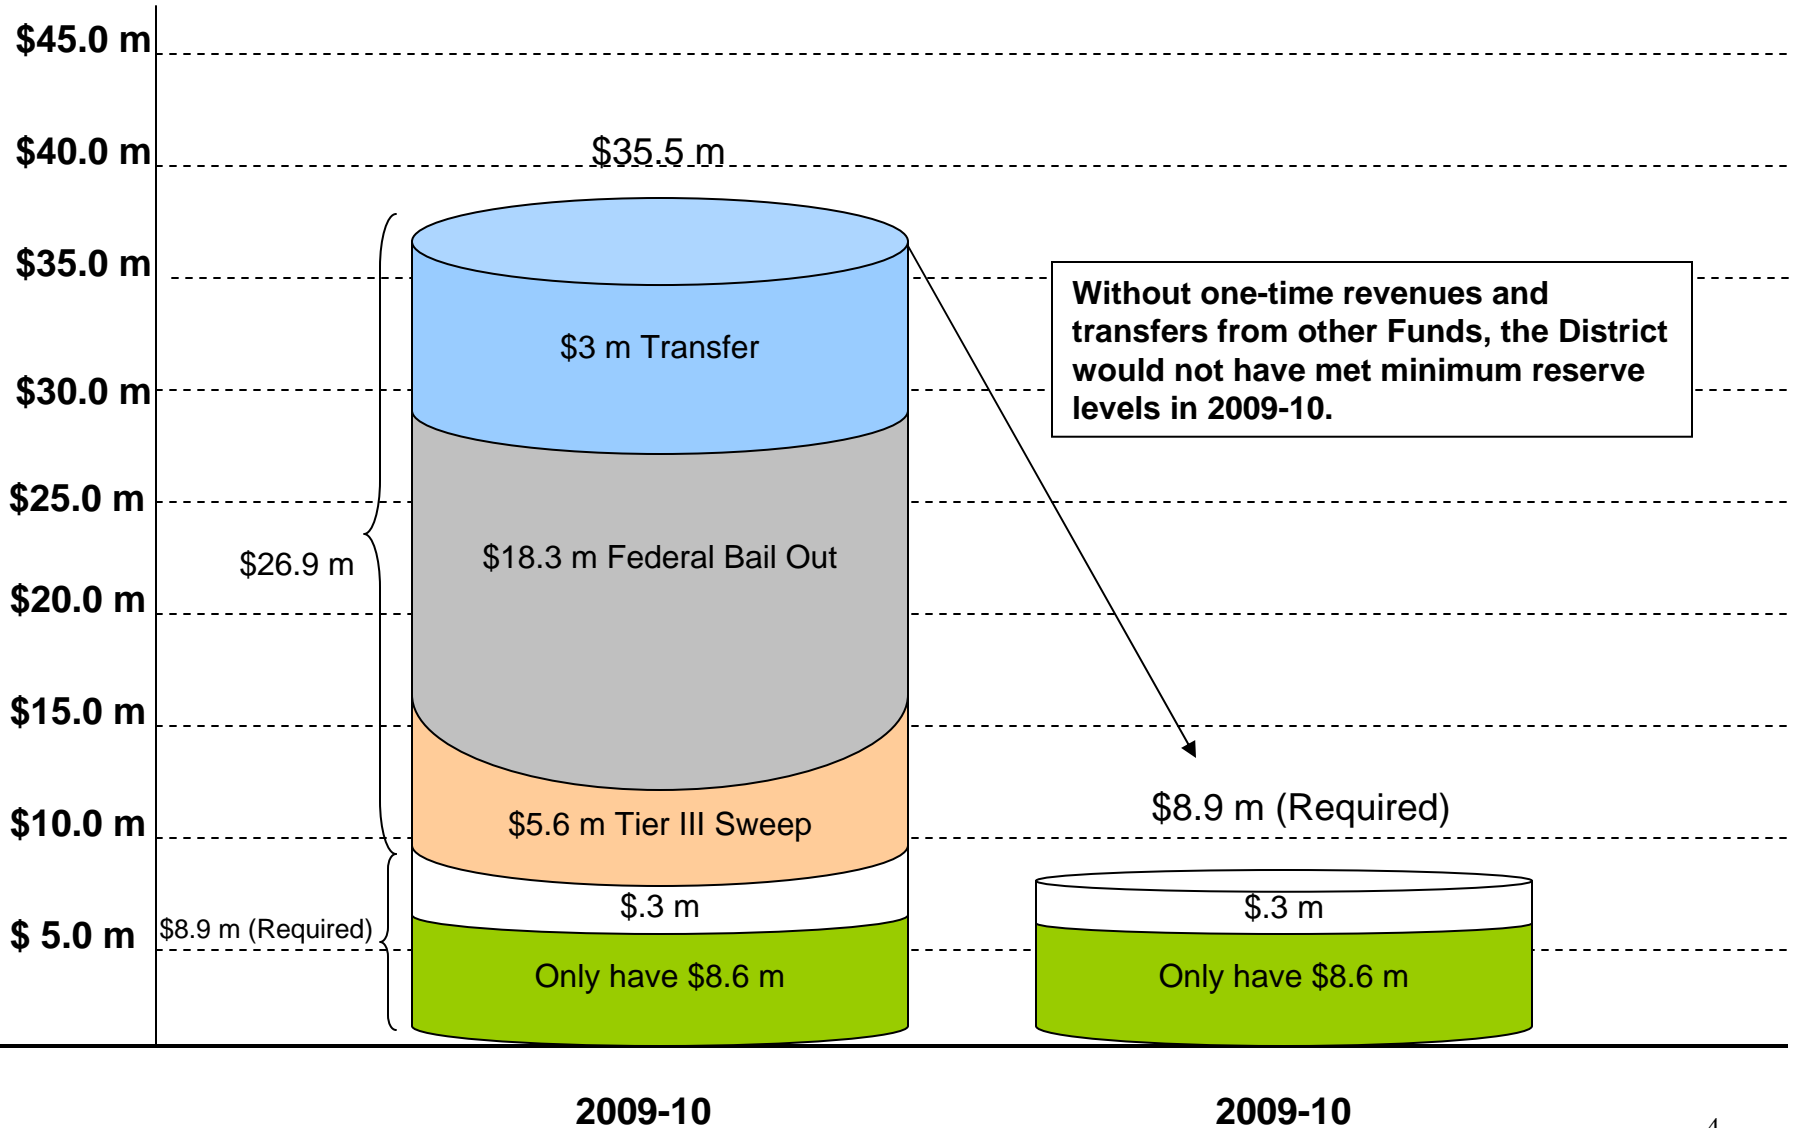 $45.0 m
$40.0 m
$35.5 m
$35.0 m
Without one-time revenues and
transfers from other Funds, the District
would not have met minimum reserve
levels in 2009-10.
$3 m Transfer
$30.0 m
$25.0 m
$26.9 m
$18.3 m Federal Bail Out
$20.0 m
$15.0 m
$10.0 m
$5.6 m Tier III Sweep
$8.9 m (Required)
$.3 m
$.3 m
$ 5.0 m
$8.9 m (Required)
Only have $8.6 m
Only have $8.6 m
2009-10
2009-10
4